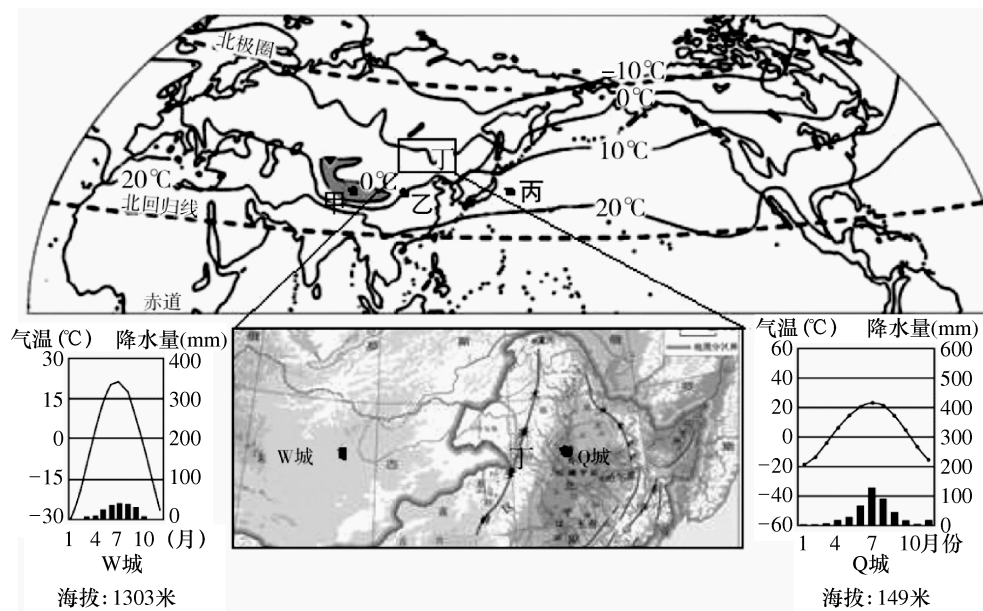 北极圈
-10℃
0℃
10℃
丁
20℃
0℃
甲
乙
丙
北回归线
20℃
赤道
气温(℃) 降水量(mm)
30 400
15 300
0 200
-15 100
-30 0
1 4 7 10 (月)
W城
海拔:1303米
W城
丁
Q城
气温(℃) 降水量(mm)
60 600
40 500
20 400
0 300
-20 200
-40 100
-60 0
1 4 7 10月份
Q城
海拔:149米